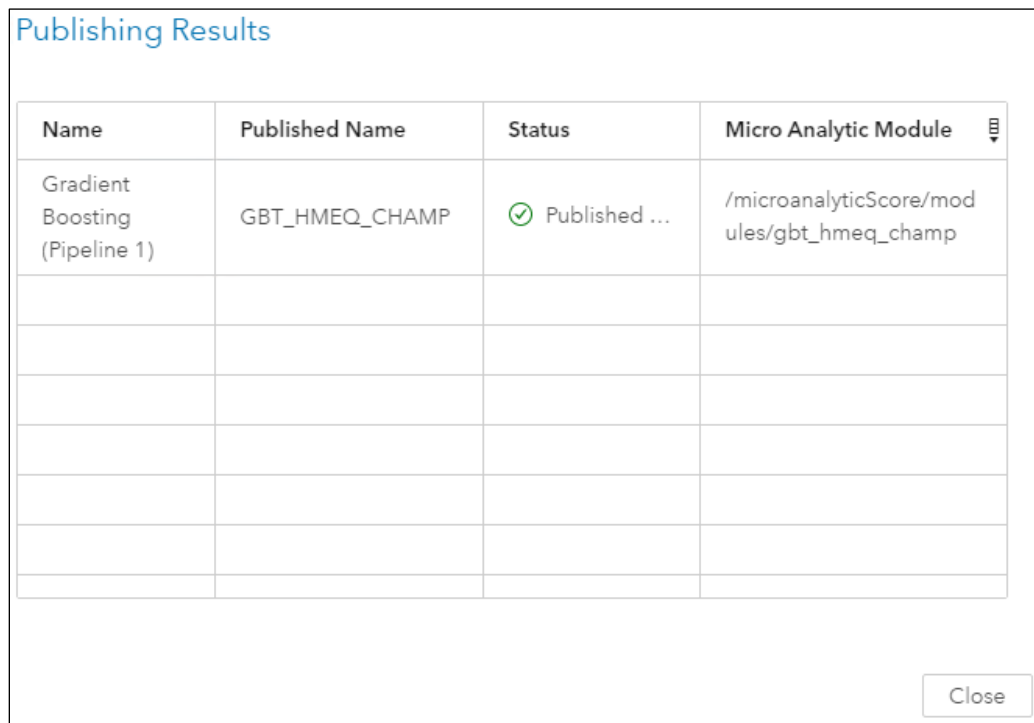 Publishing Results
Name Published Name Status Micro Analytic Module
Gradient
Boosting
(Pipeline 1)
GBT_HMEQ_CHAMP
Published ...
/microanalyticScore/mod
ules/gbt_hmeq_champ
Close